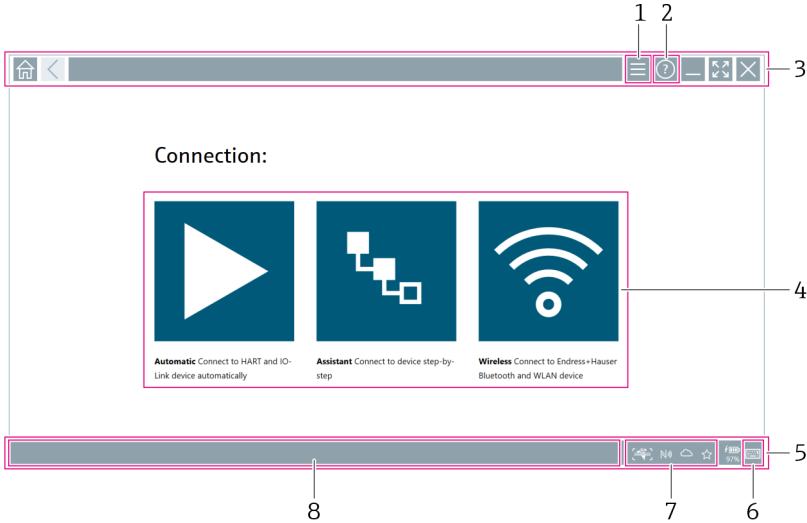 1 2
?
3
Connection:
4
Automatic Connect to HART and IO-
Link device automatically
Assistant Connect to device step-by-
step
Wireless Connect to Endress+Hauser
Bluetooth and WLAN device
N
97%
5
8 7 6